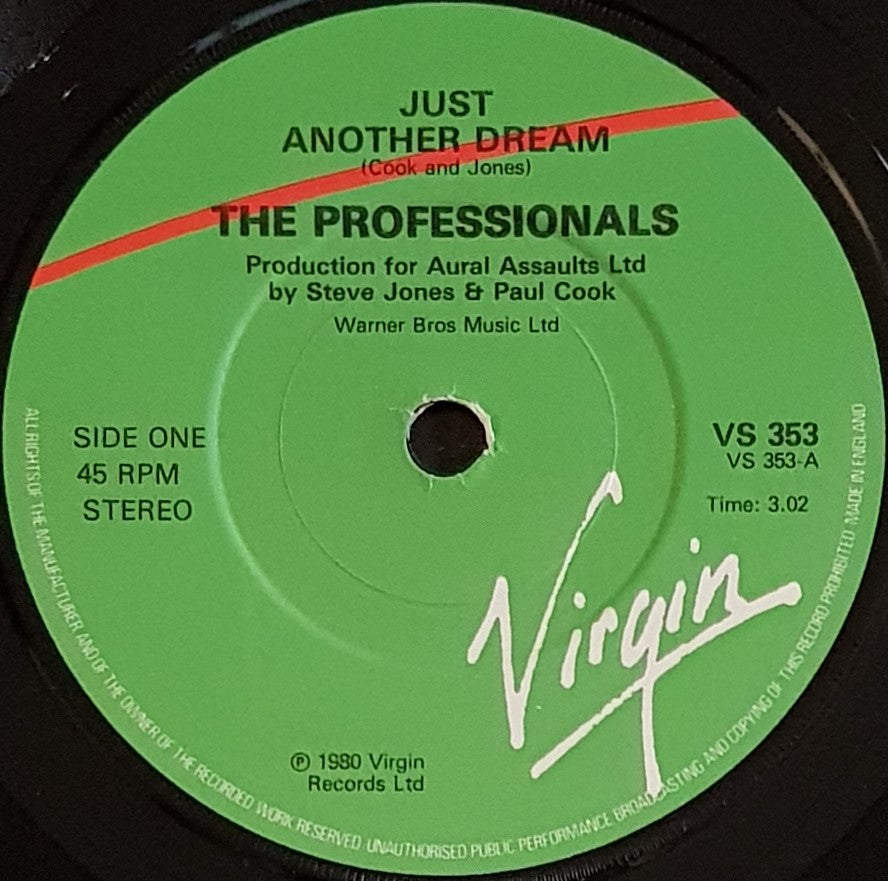 JUST
ANOTHER DREAM
(Cook and Jones)
THE PROFESSIONALS
Production for Aural Assaults Ltd
by Steve Jones & Paul Cook
Warner Bros Music Ltd
SIDE ONE
45 RPM
STEREO
VS 353
VS 353-A
Time: 3.02
Virgin
℗ 1980 Virgin
Records Ltd
ALL RIGHTS OF THE MANUFACTURER AND OF THE OWNER OF THE RECORDED WORK RESERVED. UNAUTHORISED PUBLIC PERFORMANCE BROADCASTING AND COPYING OF THIS RECORD PROHIBITED. MADE IN ENGLAND